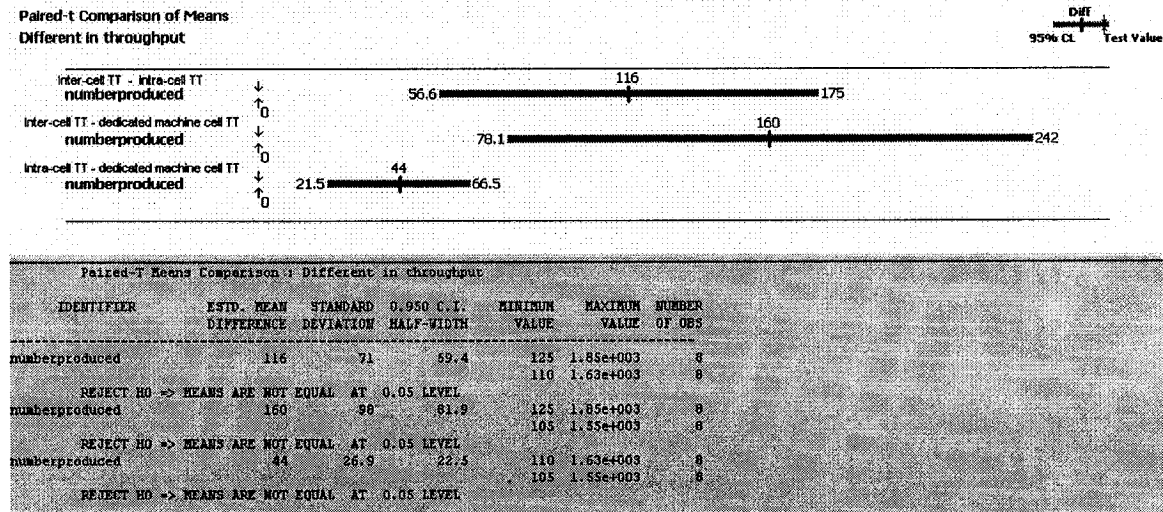 Paired-t Comparison of Means
Different in throughput
Diff
95% CL Test Value
Inter-cell TT - intra-cell TT
numberproduced
0
56.6 116 175
Inter-cell TT - dedicated machine cell TT
numberproduced
0
78.1 160 242
Intra-cell TT - dedicated machine cell TT
numberproduced
0
21.5 44 66.5
Paired-T Means Comparison : Different in throughput
IDENTIFIER ESTD. MEAN STANDARD 0.950 C.I. MINIMUM MAXIMUM NUMBER
DIFFERENCE DEVIATION HALF-WIDTH VALUE VALUE OF OBS
numberproduced 116 71 59.4 125 1.85e+003 8
110 1.63e+003 8
REJECT HO => MEANS ARE NOT EQUAL AT 0.05 LEVEL
numberproduced 160 98 81.9 125 1.85e+003 8
105 1.55e+003 8
REJECT HO => MEANS ARE NOT EQUAL AT 0.05 LEVEL
numberproduced 44 26.9 22.5 110 1.63e+003 8
105 1.55e+003 8
REJECT HO => MEANS ARE NOT EQUAL AT 0.05 LEVEL